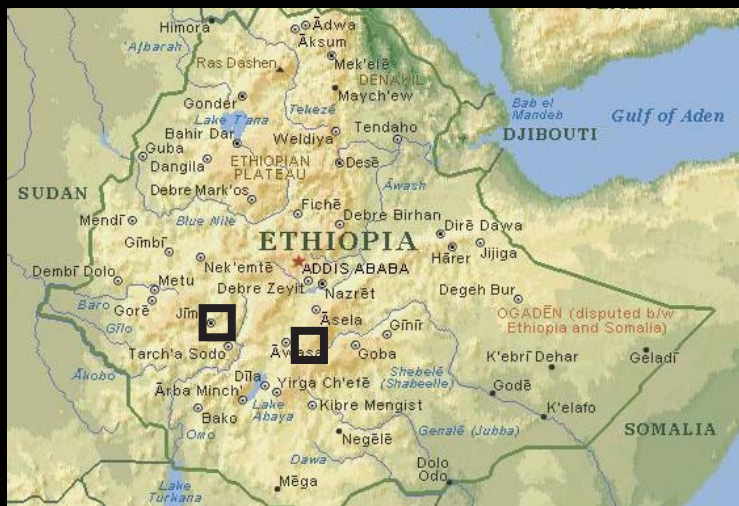 Himora
Ādwa
Āksum
'Atbarah
Ras Dashen
Mek'elē
DENAKIL
Maych'ew
Gonder
Tekezē
Lake T'ana
Bahir Dar
Weldiya
Tendaho
Bab el
Mandeb
Gulf of Aden
DJIBOUTI
Guba
Dangila
ETHIOPIAN
PLATEAU
Desē
SUDAN
Debre Mark'os
Āwash
Mendī
Blue Nile
Fichē
Debre Birhan
Dirē Dawa
ETHIOPIA
Gīmbī
Hārer
Jijiga
Nek'emtē
ADDIS ABABA
Dembī Dolo
Metu
Debre Zeyit
Nazrēt
Degeh Bur
Baro
Gorē
Āsela
OGADĒN (disputed b/w
Ethiopia and Somalia)
Gīlo
Gīnīr
Tarch'a
Sodo
Goba
Geladī
Shebelē
(Shabeelle)
K'ebrī Dehar
Ākobo
Dīla
Yirga Ch'efē
Godē
Ārba Minch'
Lake
Abaya
Kibre Mengist
K'elafo
Bako
Omo
Negēlē
Genalē (Jubba)
SOMALIA
Dawa
Dolo
Odo
Lake
Turkana
Mēga